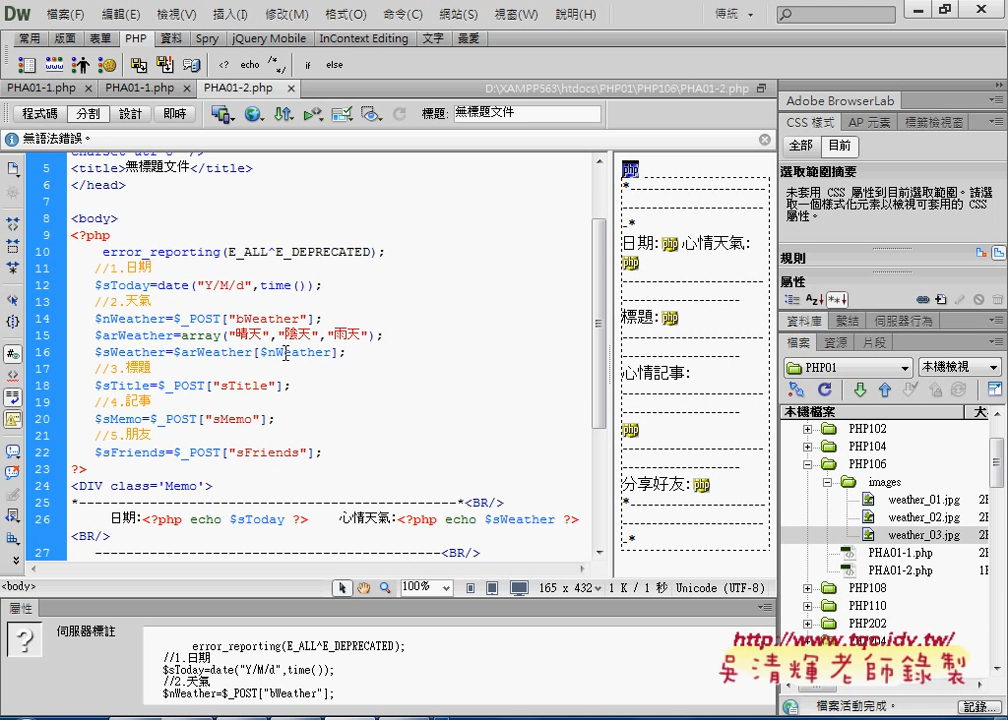 Dw 檔案(F) 編輯(E) 檢視(V) 插入(I) 修改(M) 格式(O) 命令(C) 網站(S) 視窗(W) 說明(H) 傳統
常用 版面 表單 PHP 資料 Spry jQuery Mobile InContext Editing 文字 最愛
<? echo /**/ if else
PHA01-1.php PHA01-1.php PHA01-2.php D:\XAMPP563\htdocs\PHP01\PHP106\PHA01-2.php
程式碼 分割 設計 即時 標題: 無標題文件
無語法錯誤。
5 <title>無標題文件</title>
6 </head>
7
8 <body>
9 <?php
10 error_reporting(E_ALL^E_DEPRECATED);
11 //1.日期
12 $sToday=date("Y/M/d",time());
13 //2.天氣
14 $nWeather=$_POST["bWeather"];
15 $arWeather=array("晴天","陰天","雨天");
16 $sWeather=$arWeather[$nWeather];
17 //3.標題
18 $sTitle=$_POST["sTitle"];
19 //4.記事
20 $sMemo=$_POST["sMemo"];
21 //5.朋友
22 $sFriends=$_POST["sFriends"];
23 ?>
24 <DIV class='Memo'>
25 *------------------------------------------------*<BR/>
26 日期:<?php echo $sToday ?> 心情天氣:<?php echo $sWeather ?>
<BR/>
27 --------------------------------------------<BR/>
<body> 100% 165 x 432 1 K / 1 秒 Unicode (UTF-8)
php
日期: php 心情天氣:
php
標題: php
心情記事:
php
分享好友: php
屬性
伺服器標註
error_reporting(E_ALL^E_DEPRECATED);
//1.日期
$sToday=date("Y/M/d",time());
//2.天氣
$nWeather=$_POST["bWeather"];
Adobe BrowserLab
CSS 樣式 AP 元素 標籤檢視窗
全部 目前
選取範圍摘要
未套用 CSS 屬性到目前選取範圍。請選
取一個樣式化元素以檢視可套用的 CSS
屬性。
規則
屬性
資料庫 繫結 伺服器行為
檔案 資源 片段
PHP01 本機檢視
本機檔案 大
PHP102
PHP104
PHP106
images
weather_01.jpg
weather_02.jpg
weather_03.jpg
PHA01-1.php
PHA01-2.php
PHP108
PHP110
PHP202
http://www.tqqidv.tw/
吳清輝老師錄製
檔案活動完成。 記錄...